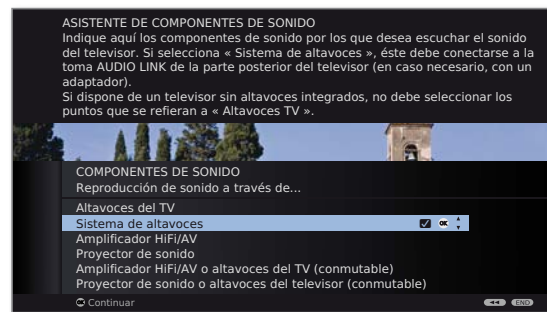 ASISTENTE DE COMPONENTES DE SONIDO
Indique aquí los componentes de sonido por los que desea escuchar el sonido
del televisor. Si selecciona « Sistema de altavoces », éste debe conectarse a la
toma AUDIO LINK de la parte posterior del televisor (en caso necesario, con un
adaptador).
Si dispone de un televisor sin altavoces integrados, no debe seleccionar los
puntos que se refieran a « Altavoces TV ».
COMPONENTES DE SONIDO
Reproducción de sonido a través de...
Altavoces del TV
Sistema de altavoces OK
Amplificador HiFi/AV
Proyector de sonido
Amplificador HiFi/AV o altavoces del TV (conmutable)
Proyector de sonido o altavoces del televisor (conmutable)
OK Continuar END